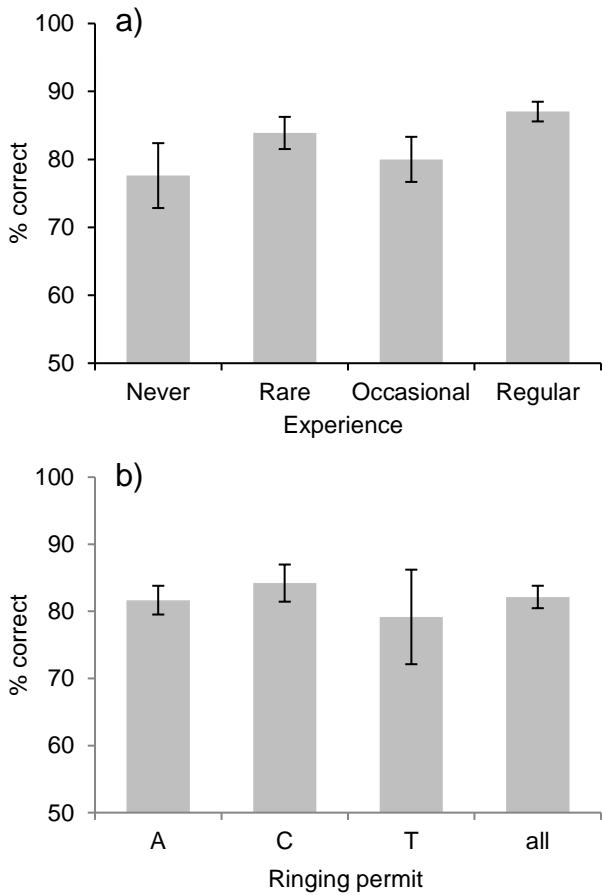 a)
100
90
80
70
60
50
% correct
Never Rare Occasional Regular
Experience
b)
100
90
80
70
60
50
% correct
A C T all
Ringing permit